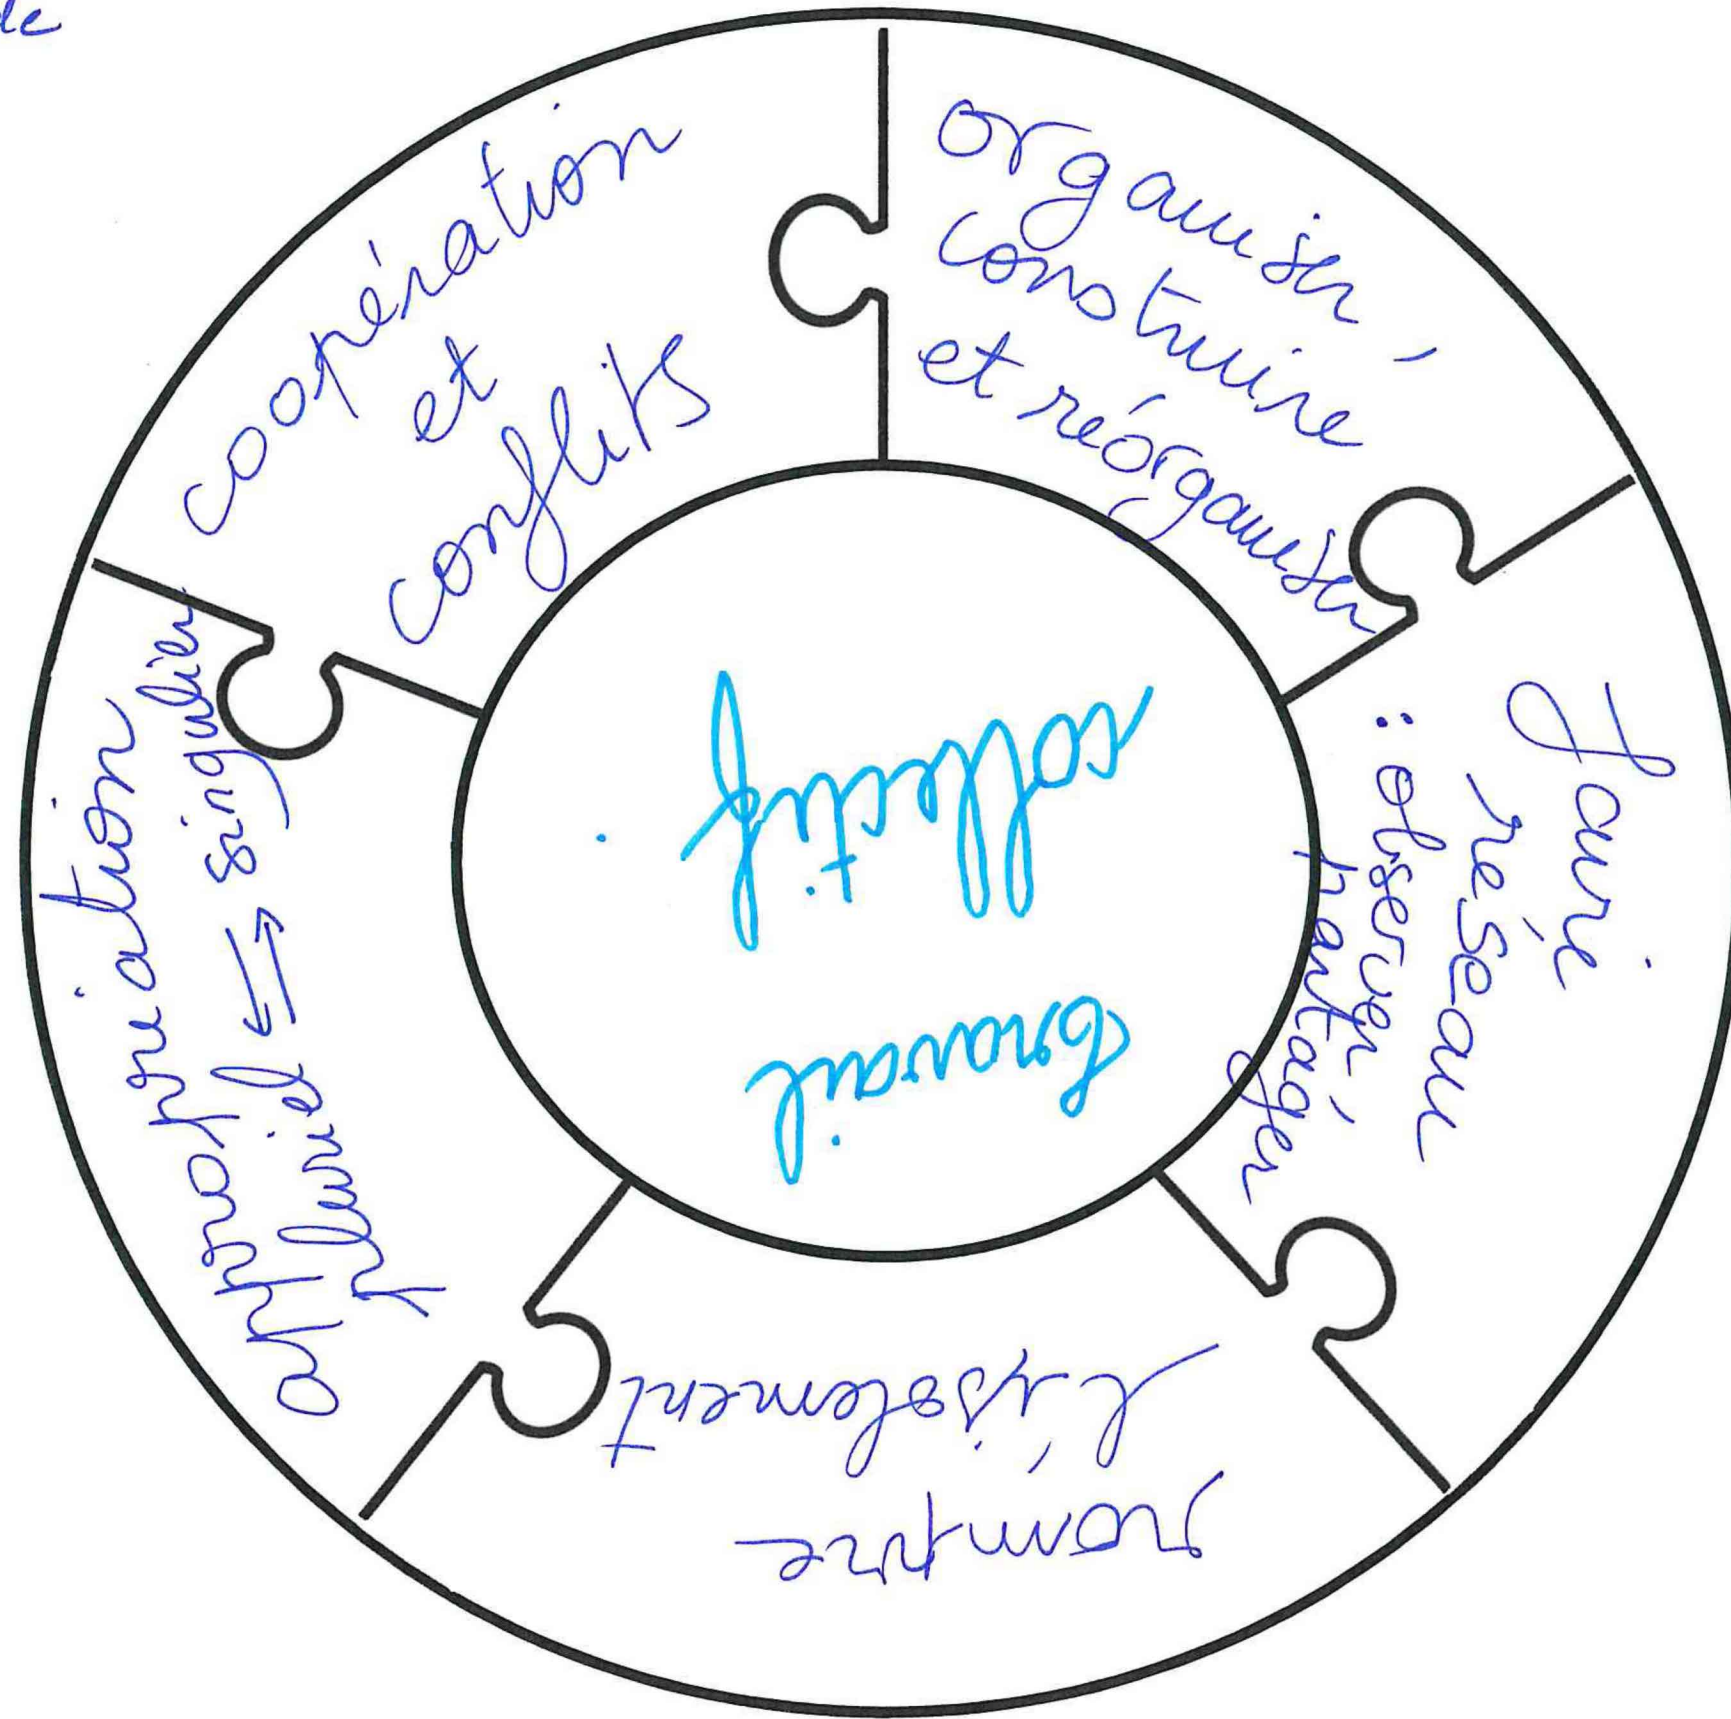 travail
collectif
coopération
et
conflits
organiser,
construire
et réorganiser
faire
réseau
: observer,
partager
rompre
l'isolement
appropriation
pluriel ⇌ singulier